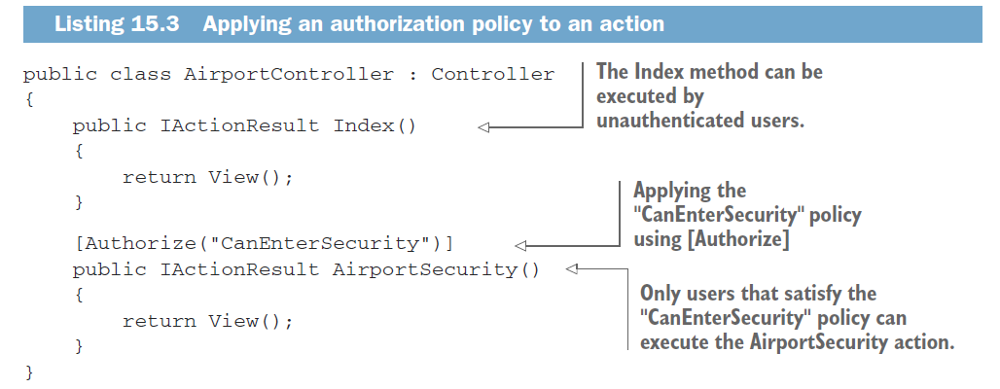 Listing 15.3 Applying an authorization policy to an action
public class AirportController : Controller
{
public IActionResult Index()
{
return View();
}
[Authorize("CanEnterSecurity")]
public IActionResult AirportSecurity()
{
return View();
}
}
The Index method can be
executed by
unauthenticated users.
Applying the
"CanEnterSecurity" policy
using [Authorize]
Only users that satisfy the
"CanEnterSecurity" policy can
execute the AirportSecurity action.